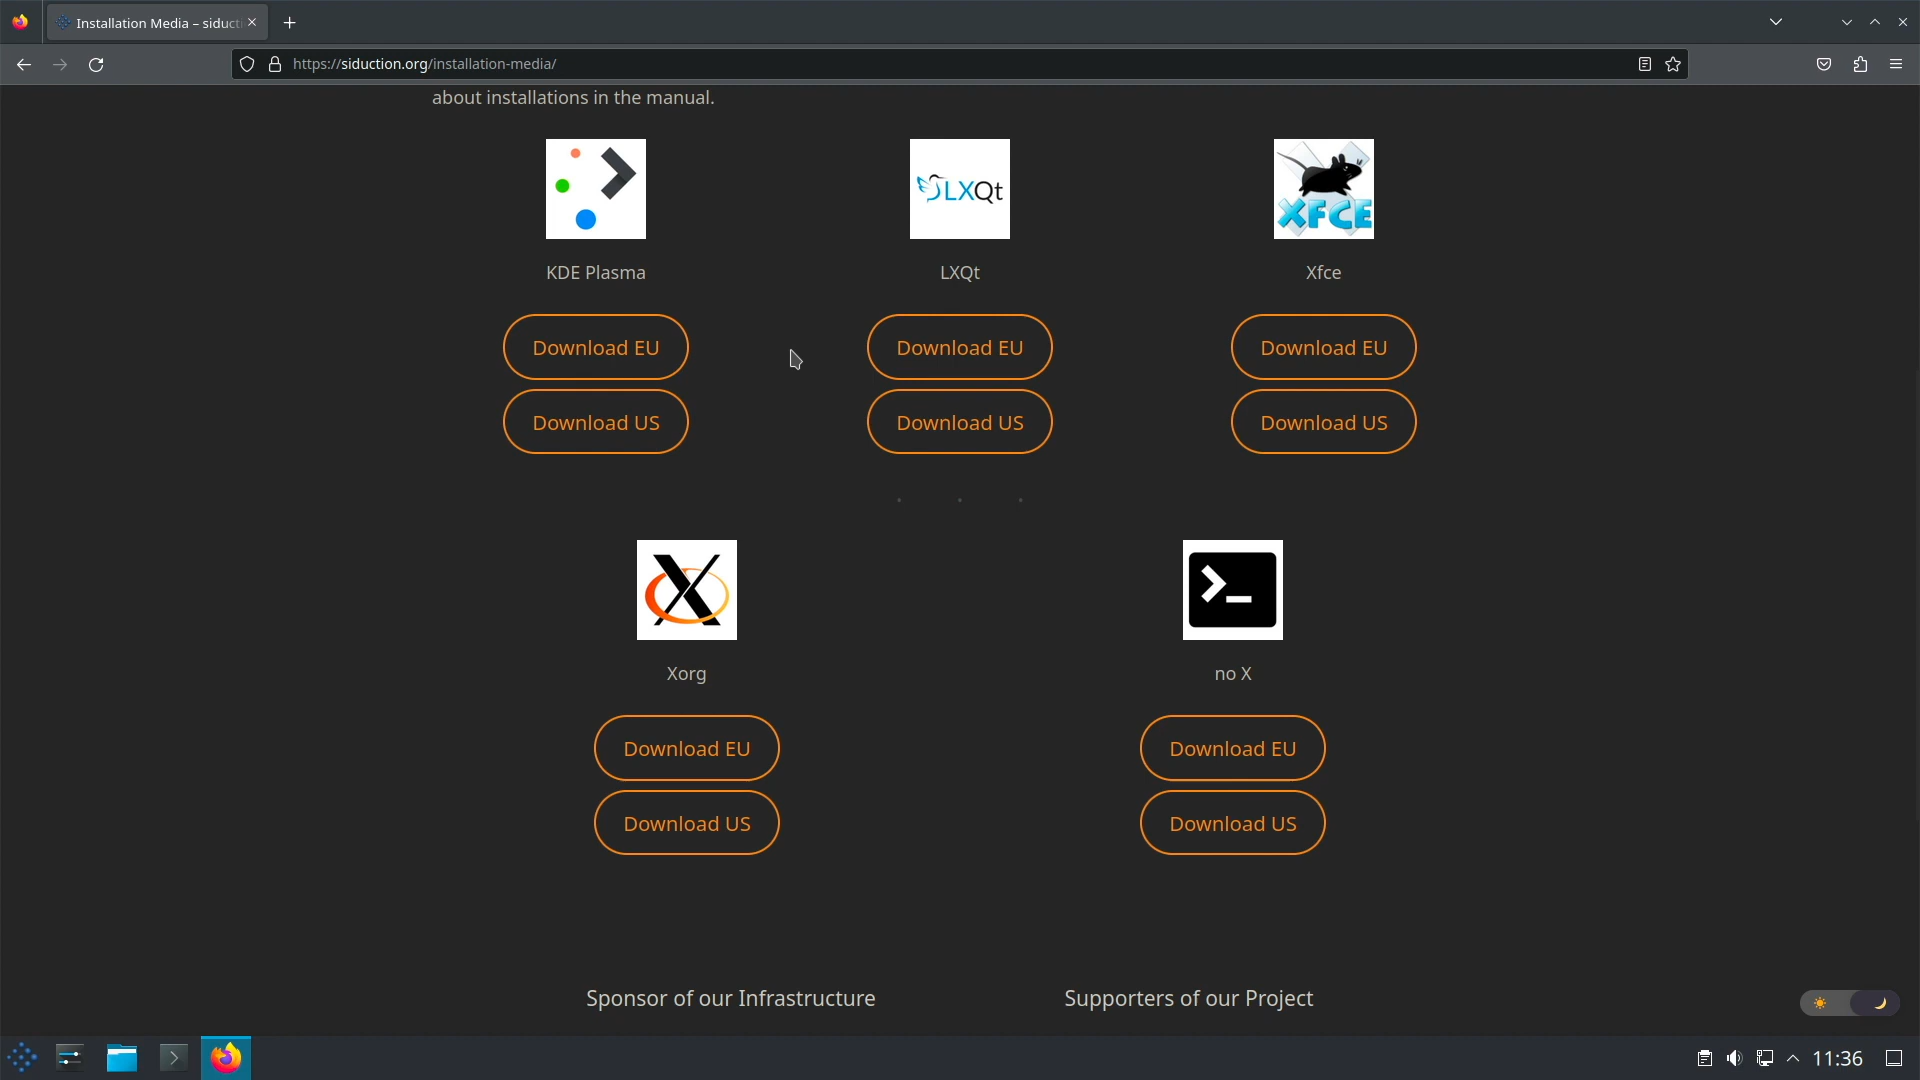 Installation Media – siducti
https://siduction.org/installation-media/
about installations in the manual.
LXQt
XFCE
KDE Plasma
LXQt
Xfce
Download EU
Download EU
Download EU
Download US
Download US
Download US
Xorg
no X
Download EU
Download EU
Download US
Download US
Sponsor of our Infrastructure
Supporters of our Project
11:36